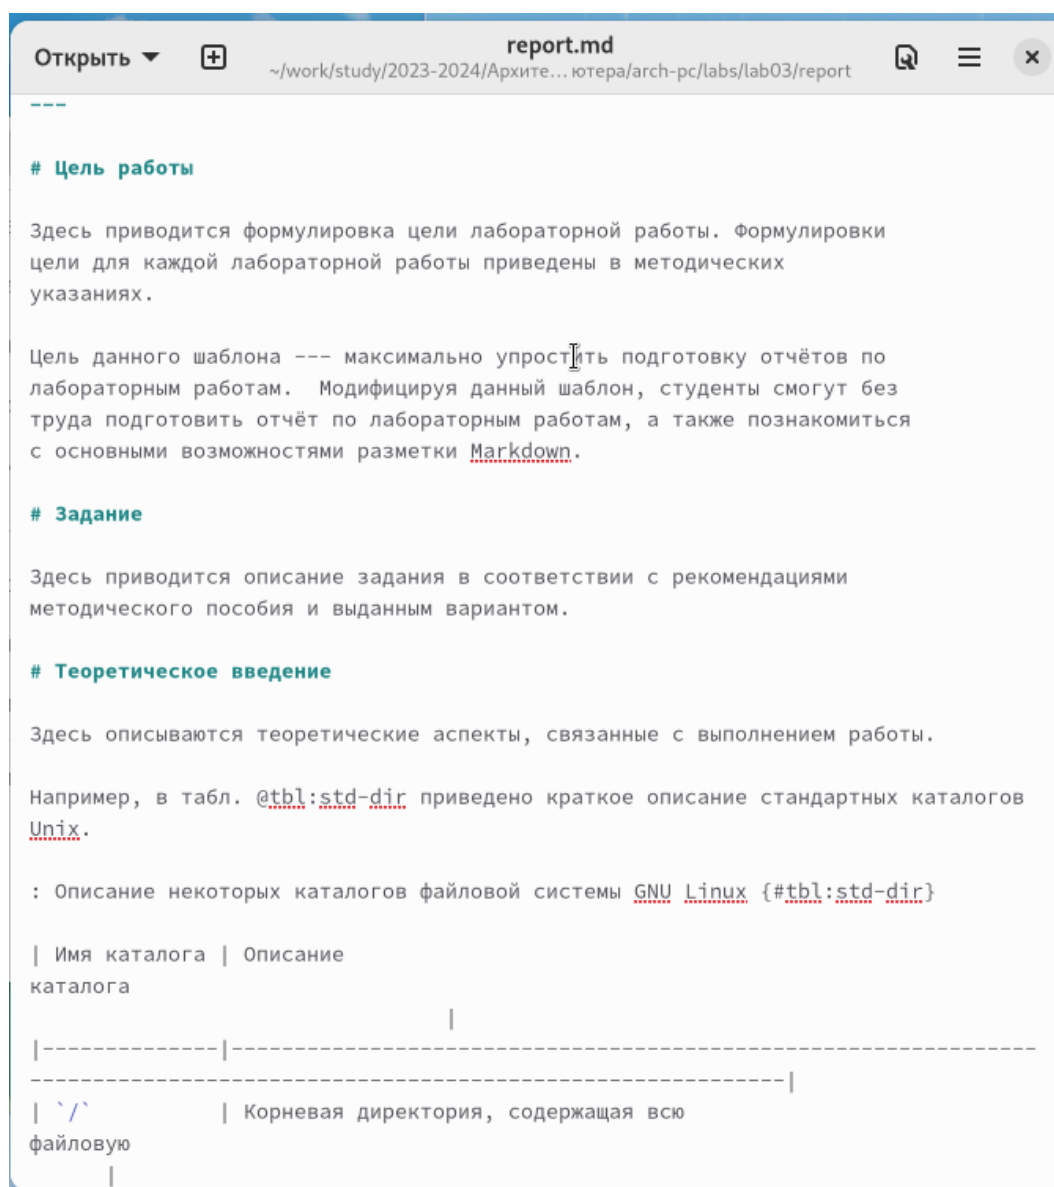 Открыть
report.md
~/work/study/2023-2024/Архите… ютера/arch-pc/labs/lab03/report
---
# Цель работы
Здесь приводится формулировка цели лабораторной работы. Формулировки
цели для каждой лабораторной работы приведены в методических
указаниях.
Цель данного шаблона --- максимально упростить подготовку отчётов по
лабораторным работам.  Модифицируя данный шаблон, студенты смогут без
труда подготовить отчёт по лабораторным работам, а также познакомиться
с основными возможностями разметки Markdown.
# Задание
Здесь приводится описание задания в соответствии с рекомендациями
методического пособия и выданным вариантом.
# Теоретическое введение
Здесь описываются теоретические аспекты, связанные с выполнением работы.
Например, в табл. @tbl:std-dir приведено краткое описание стандартных каталогов
Unix.
: Описание некоторых каталогов файловой системы GNU Linux {#tbl:std-dir}
| Имя каталога | Описание
каталога
|
|--------------|----------------------------------------------------------------
------------------------------------------------------------|
| `/`          | Корневая директория, содержащая всю
файловую
|